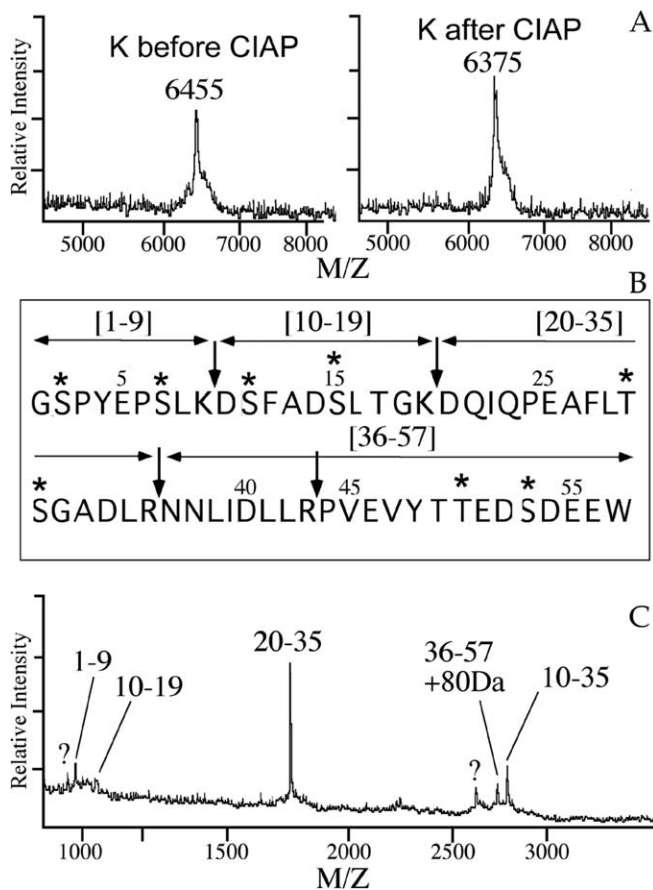 A
K before CIAP
K after CIAP
6455
6375
Relative Intensity
5000 6000 7000 8000
5000 6000 7000 8000
M/Z
B
[1-9] [10-19] [20-35]
*
* 5 * * 15 25 *
GSPYEPSLKDSFADSLTGKDQIQPEAFLT
[36-57]
* 40 45 * * 55
SGADLRNNLIDLLRPVEVYTTEDSDEEW
C
Relative Intensity
20-35
1-9
10-19
36-57
+80Da
10-35
?
?
1000 1500 2000 2500 3000
M/Z